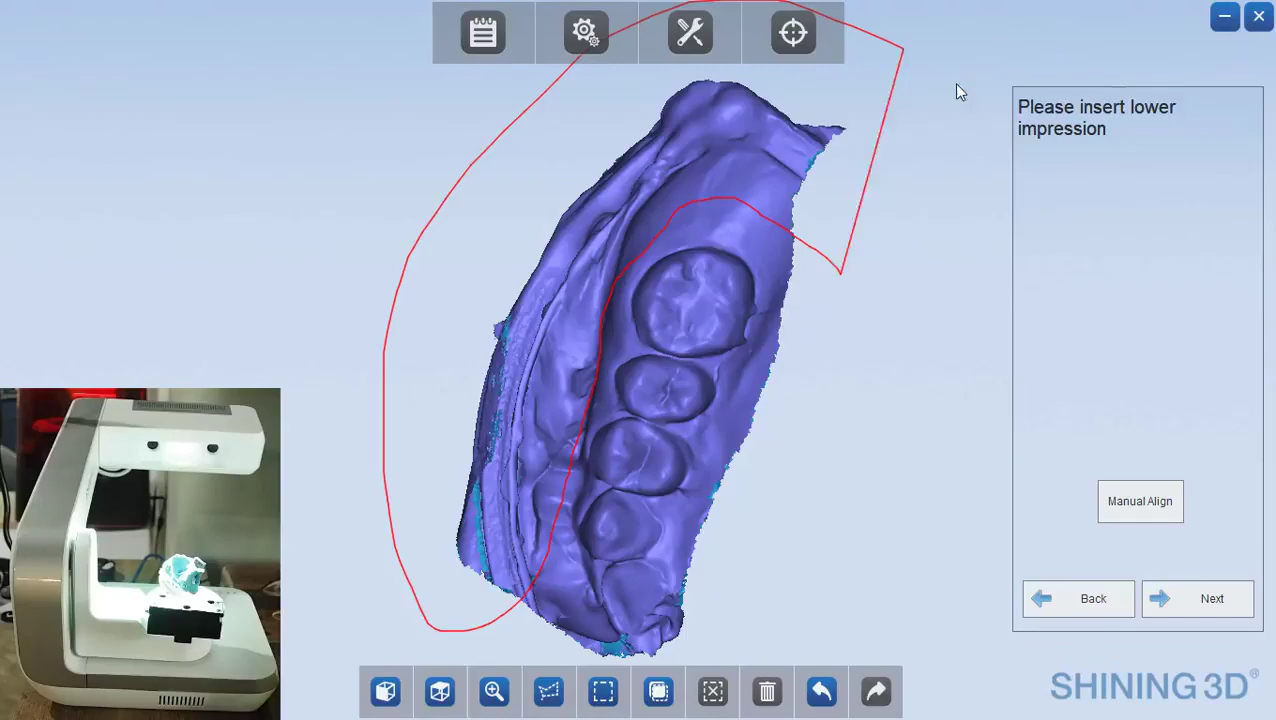 Please insert lower
impression
Manual Align
Back
Next
SHINING 3D®